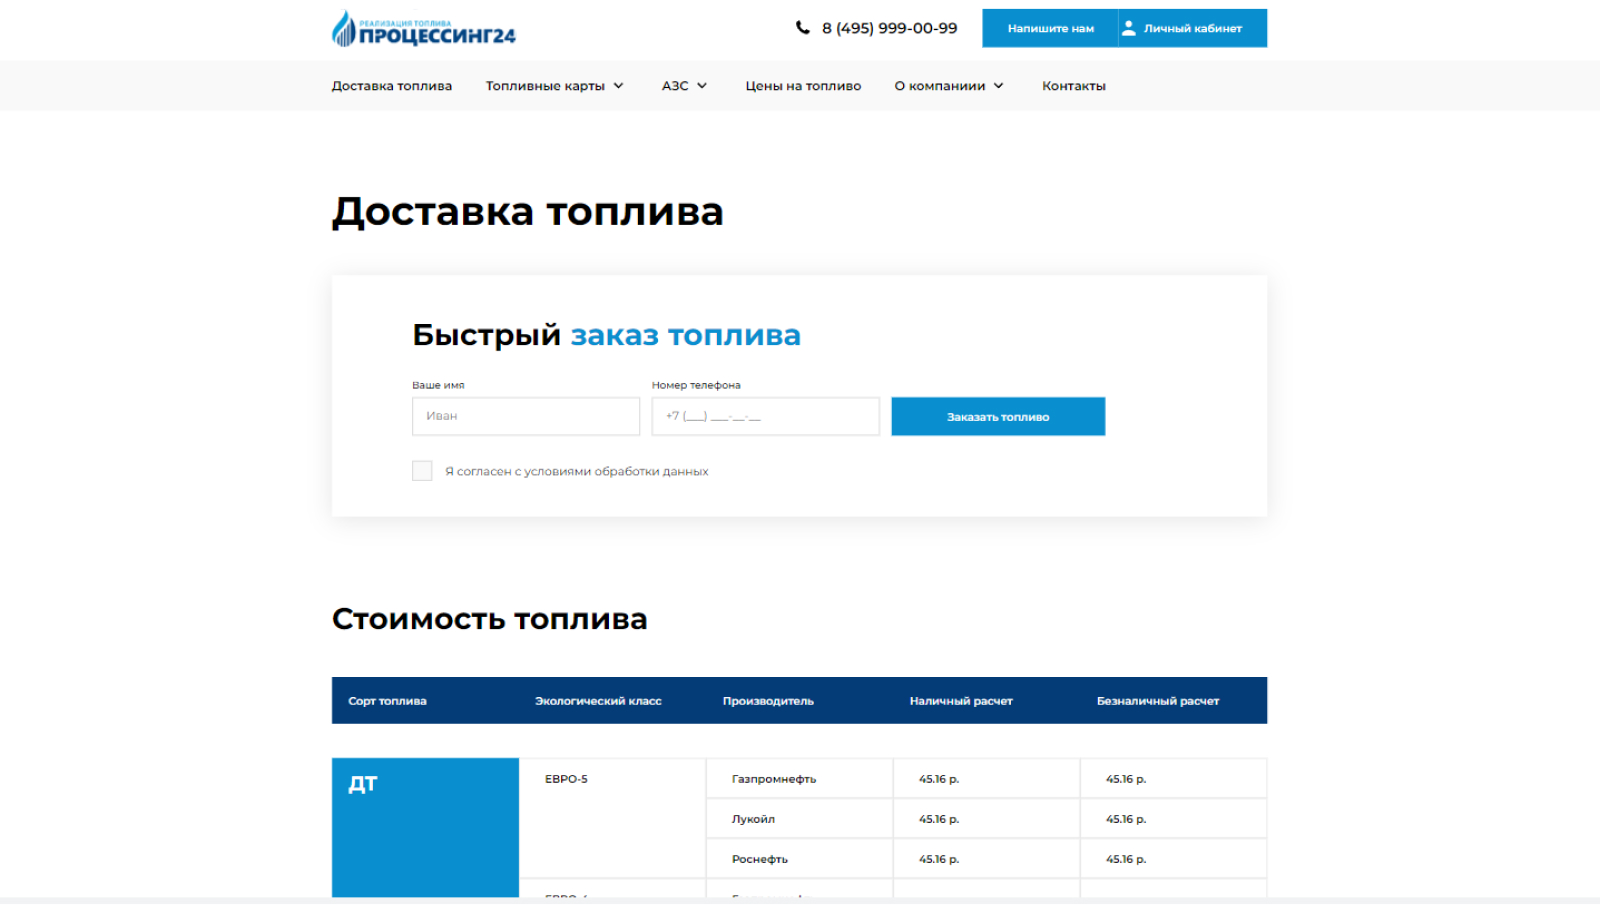 РЕАЛИЗАЦИЯ ТОПЛИВА
ПРОЦЕССИНГ24
8 (495) 999-00-99
Напишите нам
Личный кабинет
Доставка топлива
Топливные карты
АЗС
Цены на топливо
О компаниии
Контакты
Доставка топлива
Быстрый заказ топлива
Ваше имя
Номер телефона
Иван
+7 (___) ___-__-__
Заказать топливо
Я согласен с условиями обработки данных
Стоимость топлива
Сорт топлива
Экологический класс
Производитель
Наличный расчет
Безналичный расчет
ДТ
ЕВРО-5
Газпромнефть
45.16 р.
45.16 р.
Лукойл
45.16 р.
45.16 р.
Роснефть
45.16 р.
45.16 р.